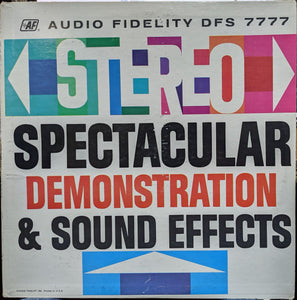 AF AUDIO FIDELITY DFS 7777
STEREO
SPECTACULAR
DEMONSTRATION
& SOUND EFFECTS